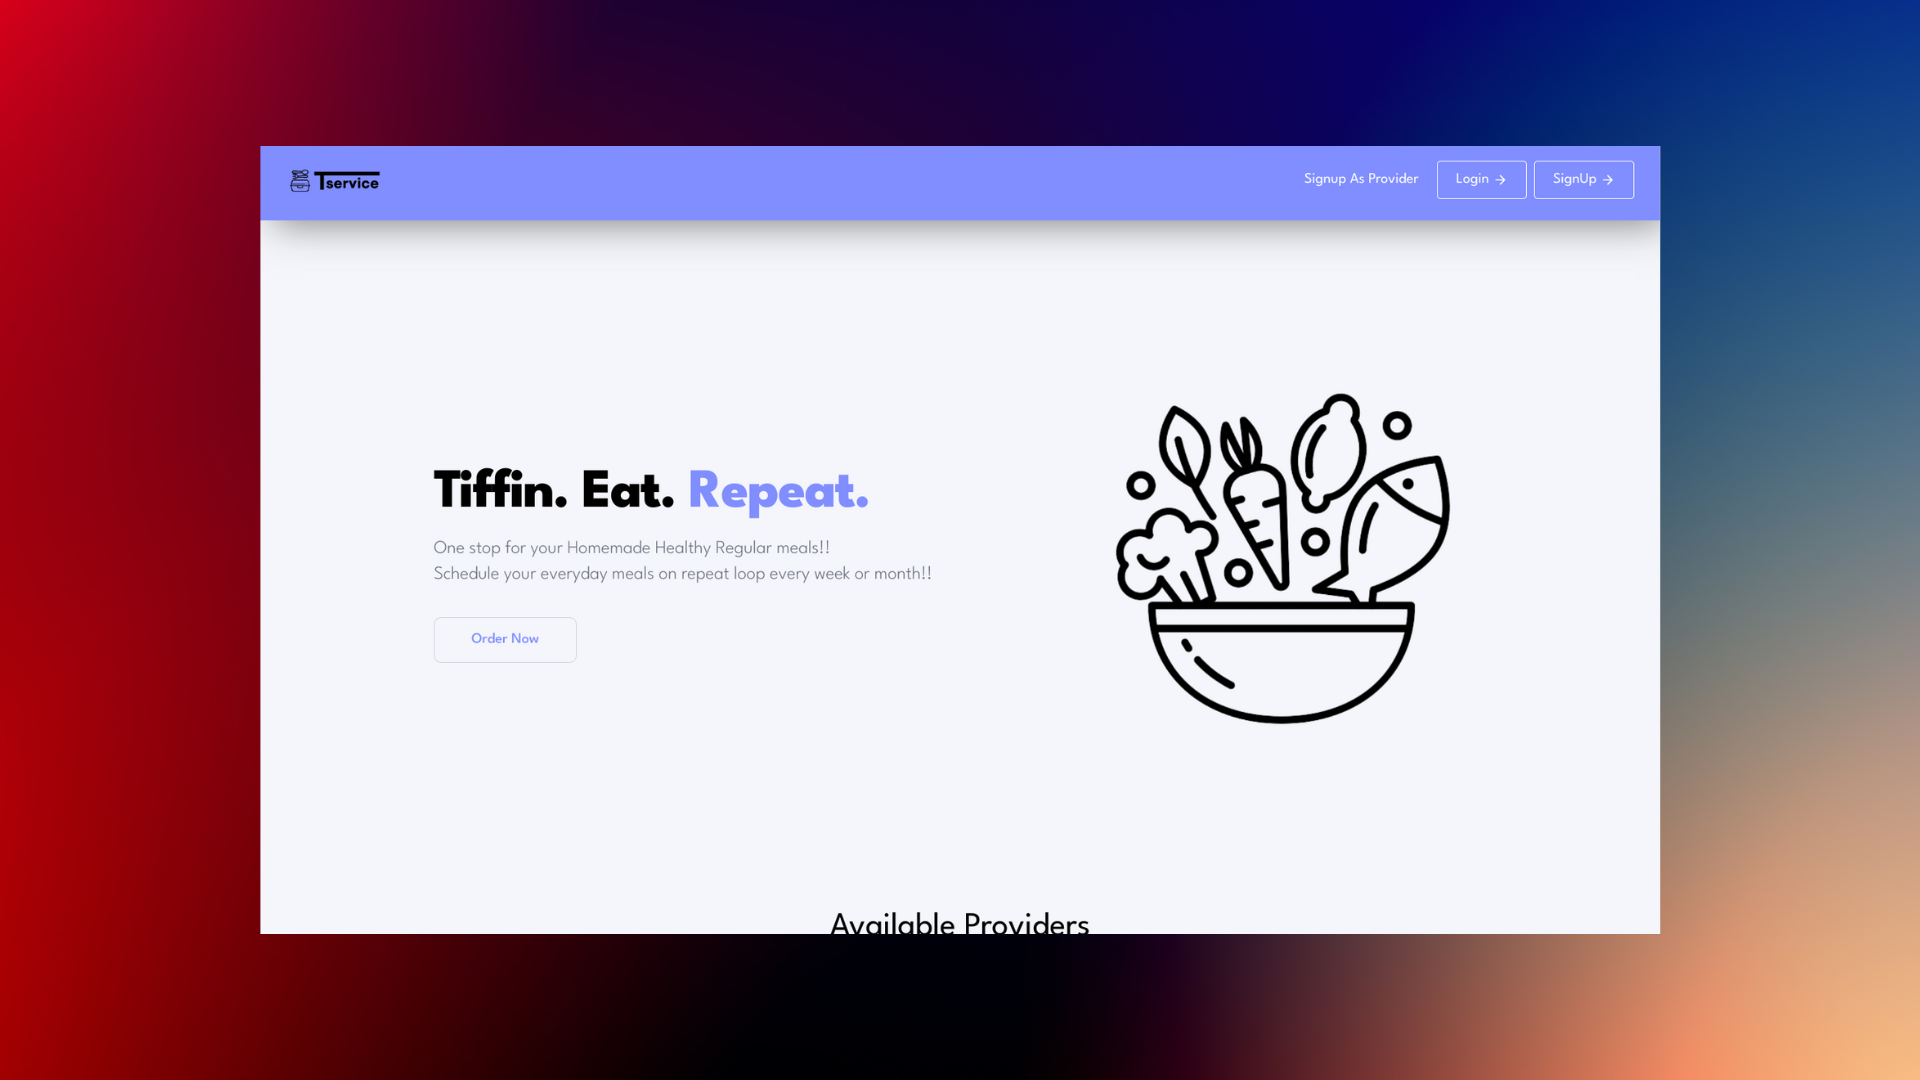 Tservice
Signup As Provider
Login →
SignUp →
Tiffin. Eat. Repeat.
One stop for your Homemade Healthy Regular meals!!
Schedule your everyday meals on repeat loop every week or month!!
Order Now
Available Providers